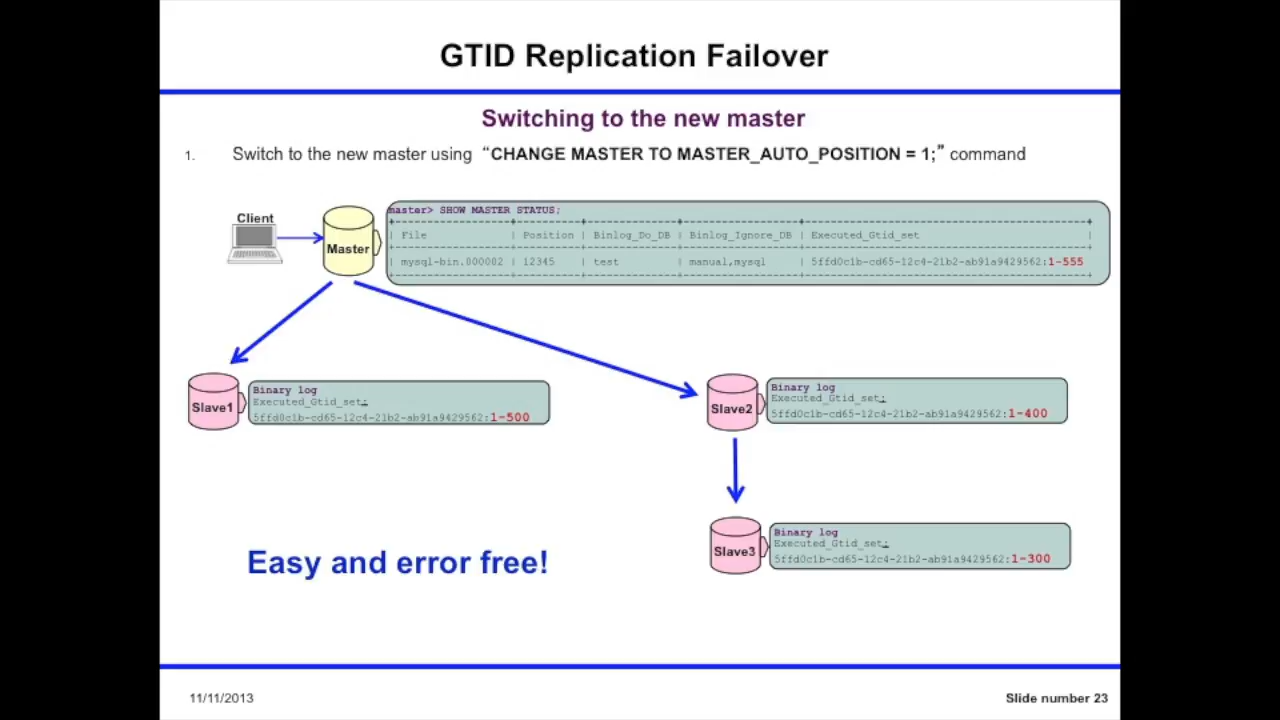 GTID Replication Failover
Switching to the new master
1. Switch to the new master using “CHANGE MASTER TO MASTER_AUTO_POSITION = 1;” command
Client
Master
master> SHOW MASTER STATUS;
+---------------+----------+--------------+------------------+---------------------------------------------+
| File | Position | Binlog_Do_DB | Binlog_Ignore_DB | Executed_Gtid_set |
| mysql-bin.000002 | 12345 | test | manual,mysql | 5ffd0c1b-cd65-12c4-21b2-ab91a9429562:1-555
Slave1
Binary log
Executed_Gtid_set:
5ffd0c1b-cd65-12c4-21b2-ab91a9429562:1-500
Slave2
Binary log
Executed_Gtid_set:
5ffd0c1b-cd65-12c4-21b2-ab91a9429562:1-400
Slave3
Binary log
Executed_Gtid_set:
5ffd0c1b-cd65-12c4-21b2-ab91a9429562:1-300
Easy and error free!
11/11/2013
Slide number 23